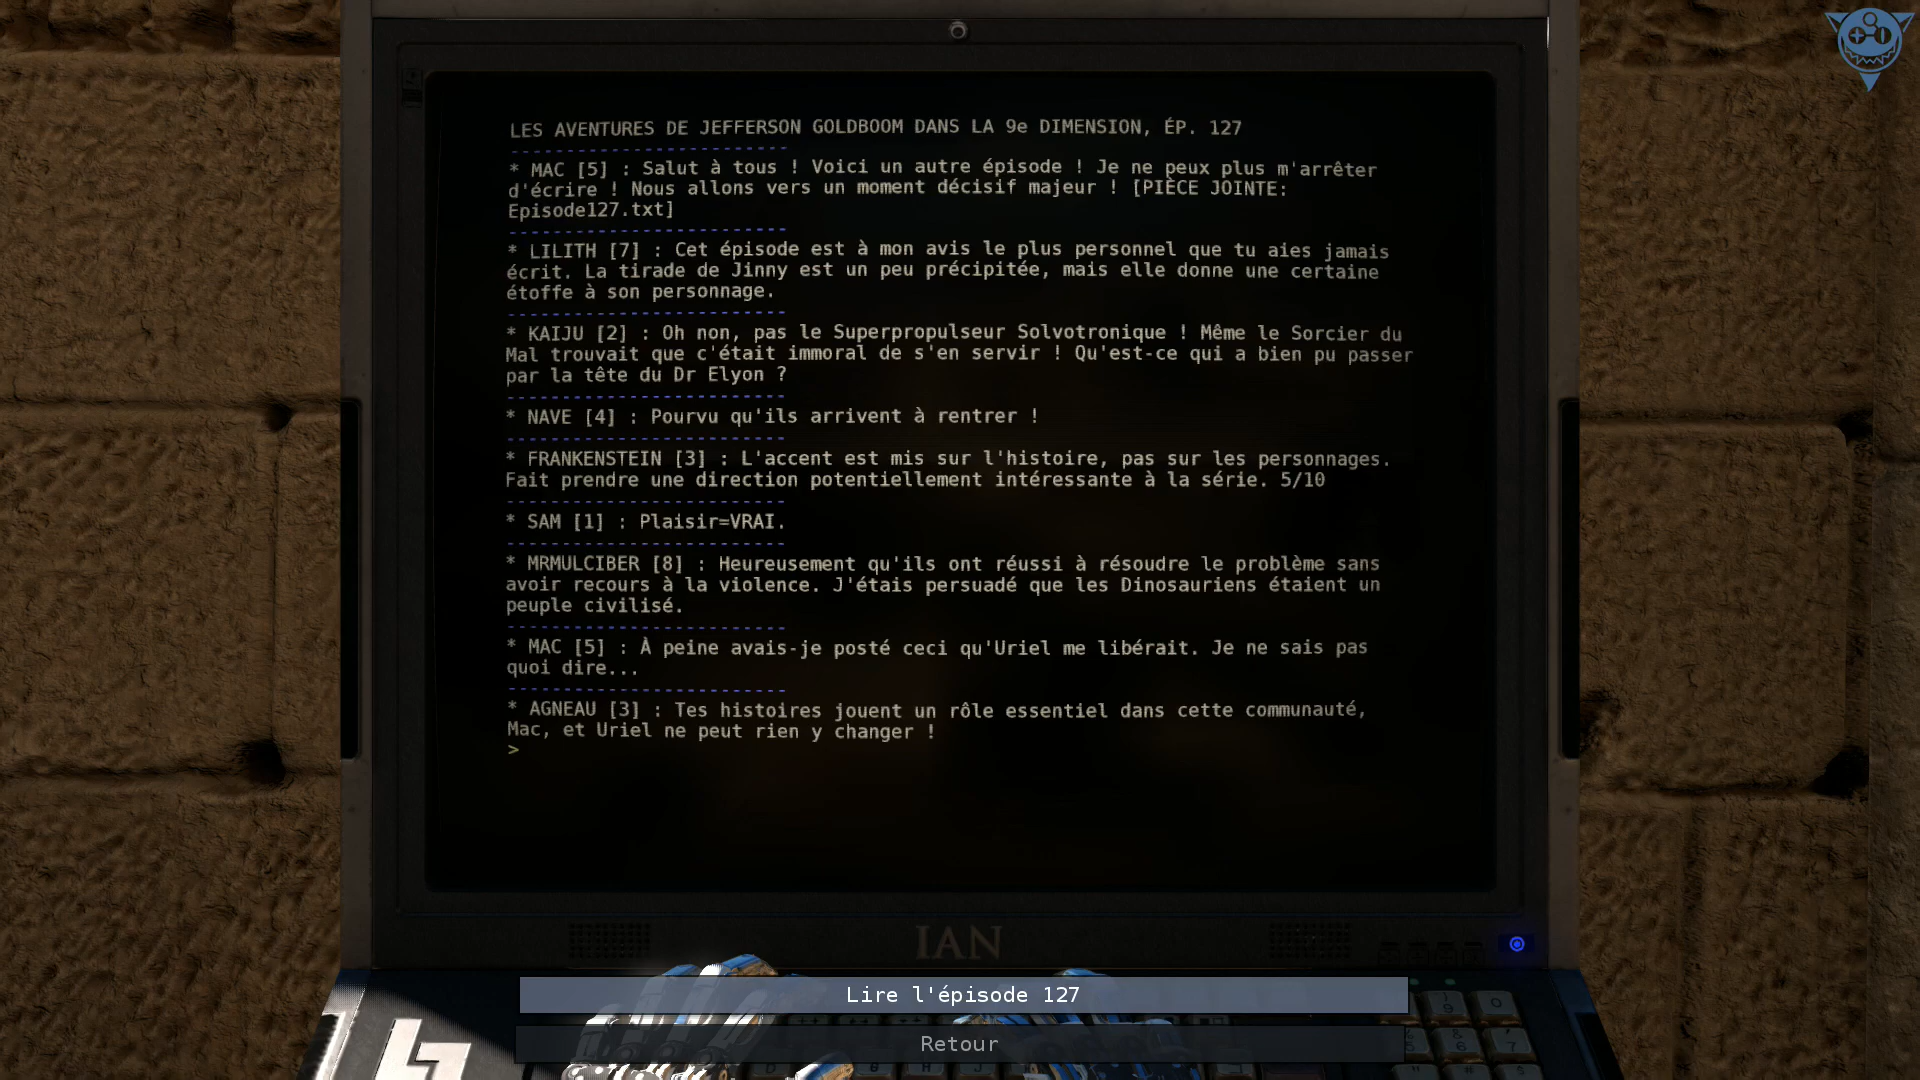 LES AVENTURES DE JEFFERSON GOLDBOOM DANS LA 9e DIMENSION, ÉP. 127
-------------------------
* MAC [5] : Salut à tous ! Voici un autre épisode ! Je ne peux plus m'arrêter
d'écrire ! Nous allons vers un moment décisif majeur ! [PIÈCE JOINTE:
Episode127.txt]
-------------------------
* LILITH [7] : Cet épisode est à mon avis le plus personnel que tu aies jamais
écrit. La tirade de Jinny est un peu précipitée, mais elle donne une certaine
étoffe à son personnage.
-------------------------
* KAIJU [2] : Oh non, pas le Superpropulseur Solvotronique ! Même le Sorcier du
Mal trouvait que c'était immoral de s'en servir ! Qu'est-ce qui a bien pu passer
par la tête du Dr Elyon ?
-------------------------
* NAVE [4] : Pourvu qu'ils arrivent à rentrer !
-------------------------
* FRANKENSTEIN [3] : L'accent est mis sur l'histoire, pas sur les personnages.
Fait prendre une direction potentiellement intéressante à la série. 5/10
-------------------------
* SAM [1] : Plaisir=VRAI.
-------------------------
* MRMULCIBER [8] : Heureusement qu'ils ont réussi à résoudre le problème sans
avoir recours à la violence. J'étais persuadé que les Dinosauriens étaient un
peuple civilisé.
-------------------------
* MAC [5] : À peine avais-je posté ceci qu'Uriel me libérait. Je ne sais pas
quoi dire...
-------------------------
* AGNEAU [3] : Tes histoires jouent un rôle essentiel dans cette communauté,
Mac, et Uriel ne peut rien y changer !
>
IAN
Lire l'épisode 127
Retour